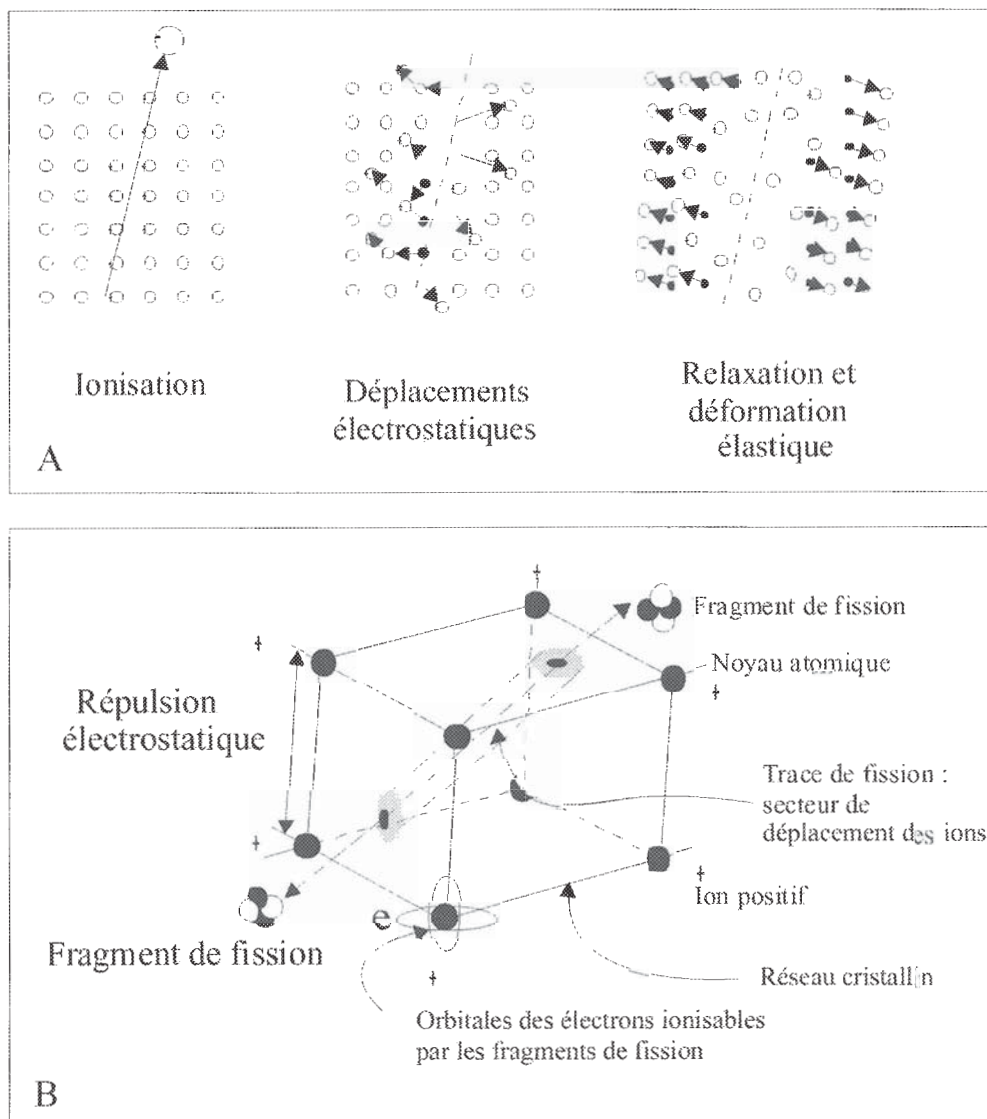 Ionisation
Déplacements
électrostatiques
Relaxation et
déformation
élastique
A
+
Fragment de fission
+
Noyau atomique
+
Répulsion
électrostatique
Trace de fission :
secteur de
déplacement des ions
+
+
Ion positif
e
Fragment de fission
+
Réseau cristallin
Orbitales des électrons ionisables
par les fragments de fission
B